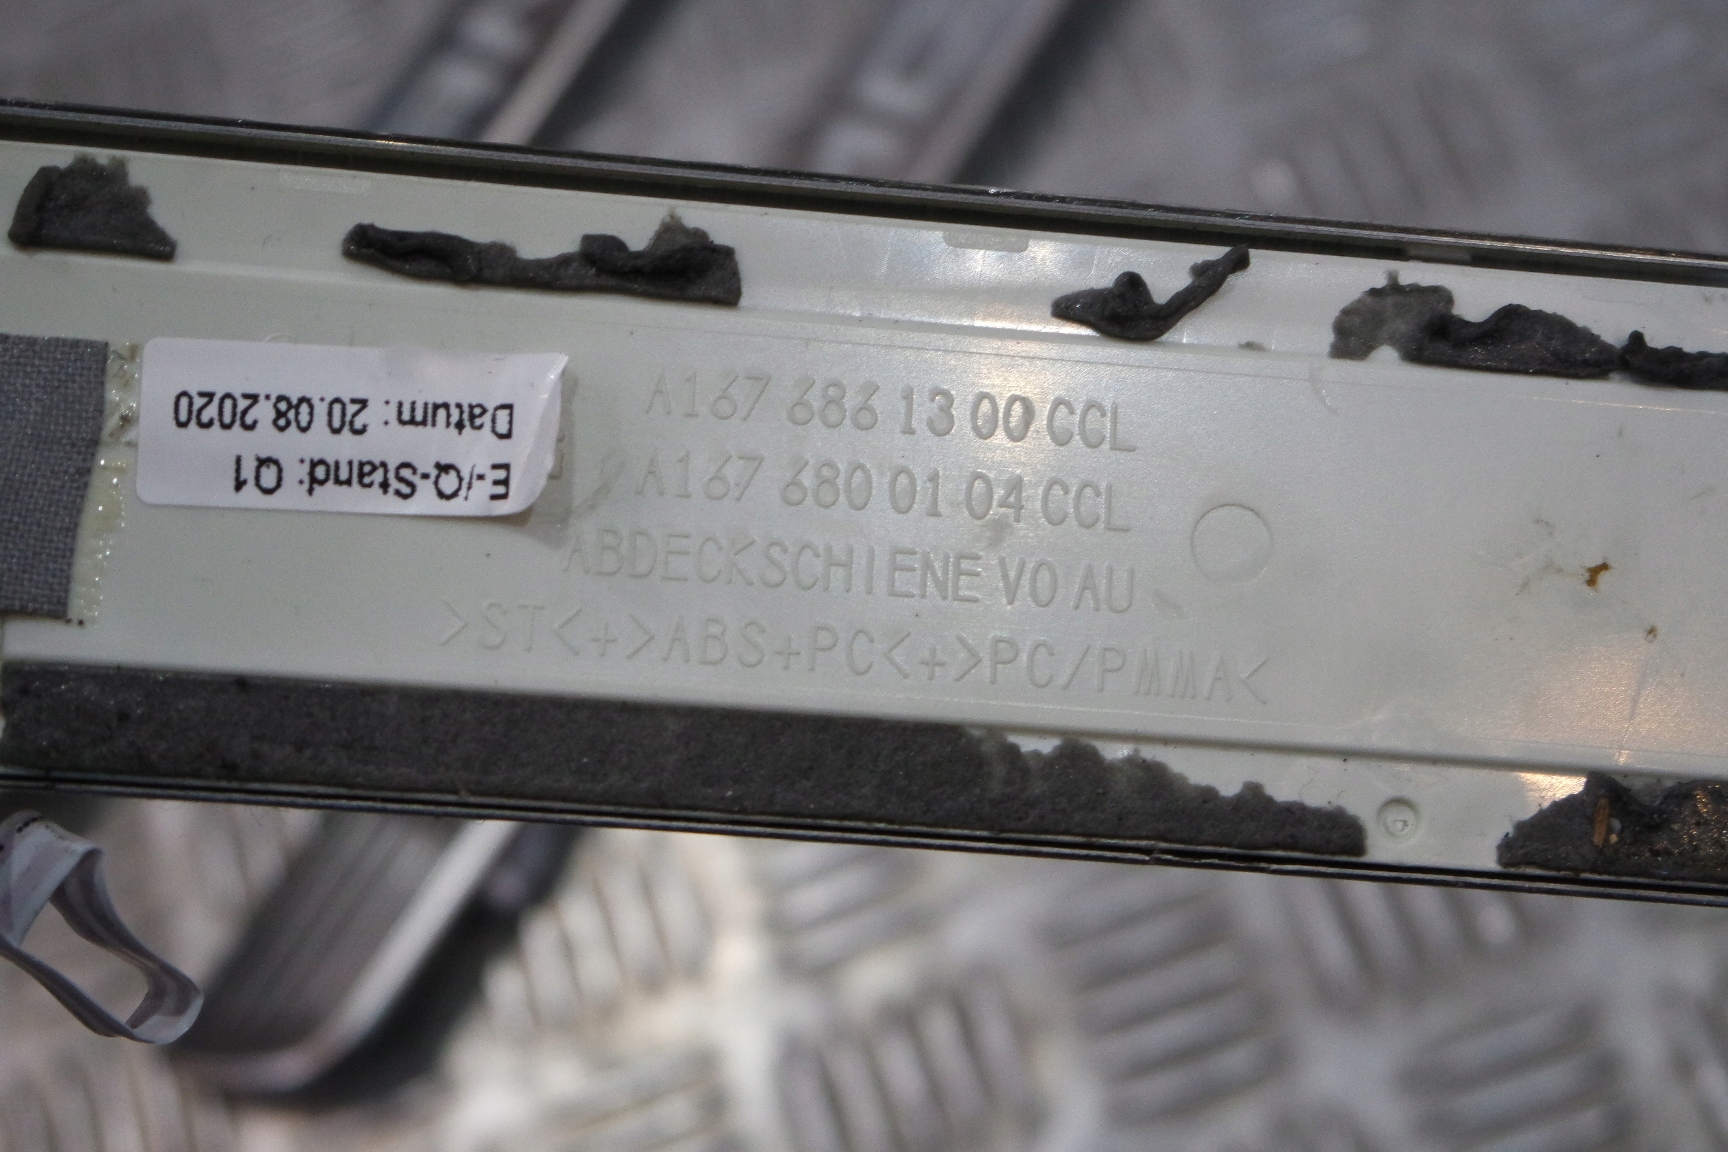 A167 686 13 00 CCL
A167 680 01 04 CCL
ABDECKSCHIENE VO AU
>ST<+>ABS+PC<+>PC/PMMA<
E-/Q-Stand: Q1
Datum: 20.08.2020